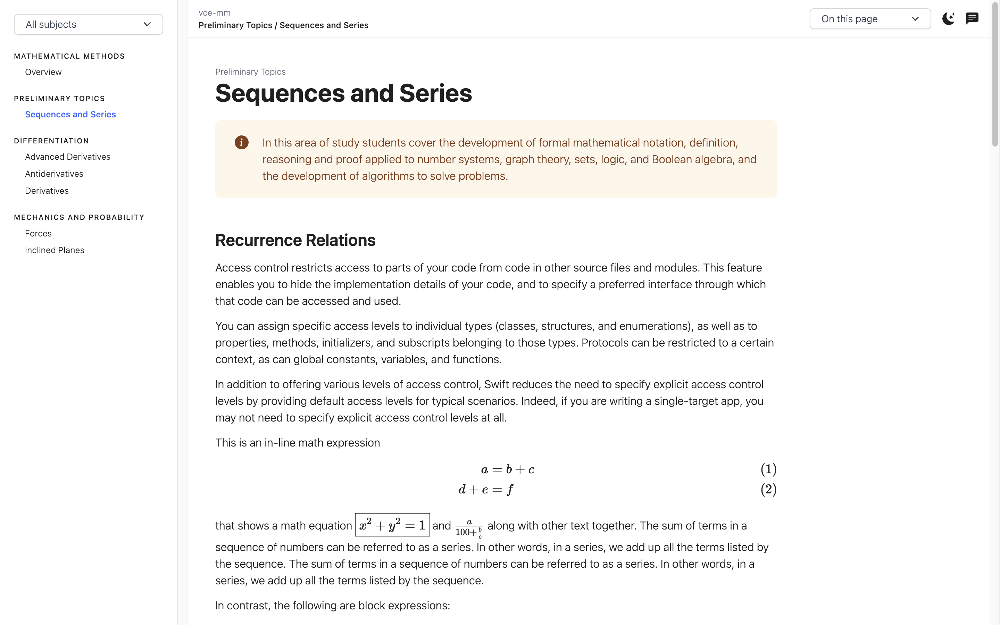 All subjects
MATHEMATICAL METHODS
Overview
PRELIMINARY TOPICS
Sequences and Series
DIFFERENTIATION
Advanced Derivatives
Antiderivatives
Derivatives
MECHANICS AND PROBABILITY
Forces
Inclined Planes
vce-mm
Preliminary Topics / Sequences and Series
On this page
Preliminary Topics
Sequences and Series
In this area of study students cover the development of formal mathematical notation, definition,
reasoning and proof applied to number systems, graph theory, sets, logic, and Boolean algebra, and
the development of algorithms to solve problems.
Recurrence Relations
Access control restricts access to parts of your code from code in other source files and modules. This feature
enables you to hide the implementation details of your code, and to specify a preferred interface through which
that code can be accessed and used.
You can assign specific access levels to individual types (classes, structures, and enumerations), as well as to
properties, methods, initializers, and subscripts belonging to those types. Protocols can be restricted to a certain
context, as can global constants, variables, and functions.
In addition to offering various levels of access control, Swift reduces the need to specify explicit access control
levels by providing default access levels for typical scenarios. Indeed, if you are writing a single-target app, you
may not need to specify explicit access control levels at all.
This is an in-line math expression
a = b + c (1)
d + e = f (2)
that shows a math equation x² + y² = 1 and a/(100+b/c) along with other text together. The sum of terms in a
sequence of numbers can be referred to as a series. In other words, in a series, we add up all the terms listed by
the sequence. The sum of terms in a sequence of numbers can be referred to as a series. In other words, in a
series, we add up all the terms listed by the sequence.
In contrast, the following are block expressions: